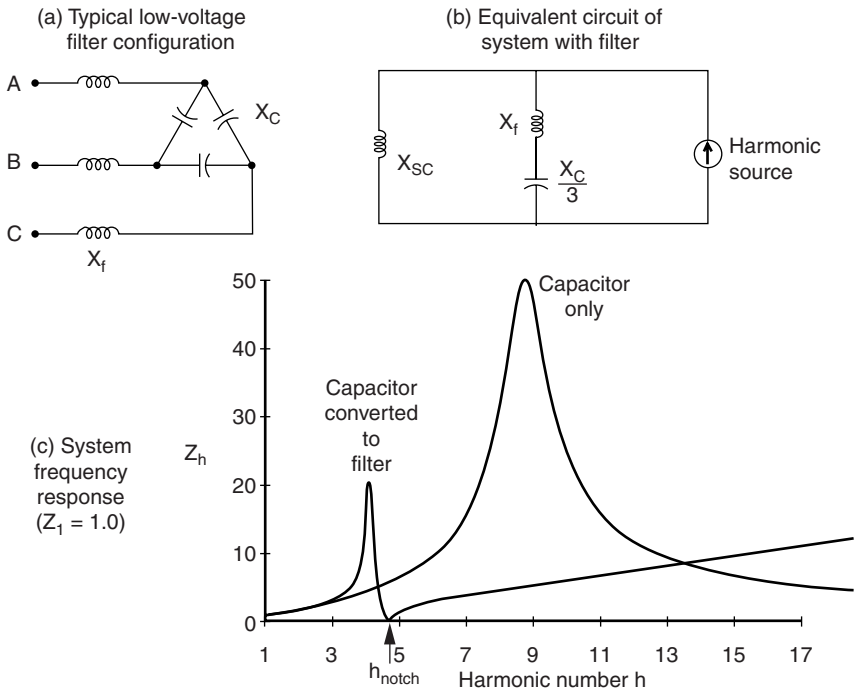 (a) Typical low-voltage
filter configuration
A
B
C
X_C
X_f
(b) Equivalent circuit of
system with filter
X_SC
X_f
X_C
3
Harmonic
source
(c) System
frequency
response
(Z_1 = 1.0)
Z_h
50
40
30
20
10
0
Capacitor
converted
to
filter
Capacitor
only
1 3 5 7 9 11 13 15 17
h_notch
Harmonic number h